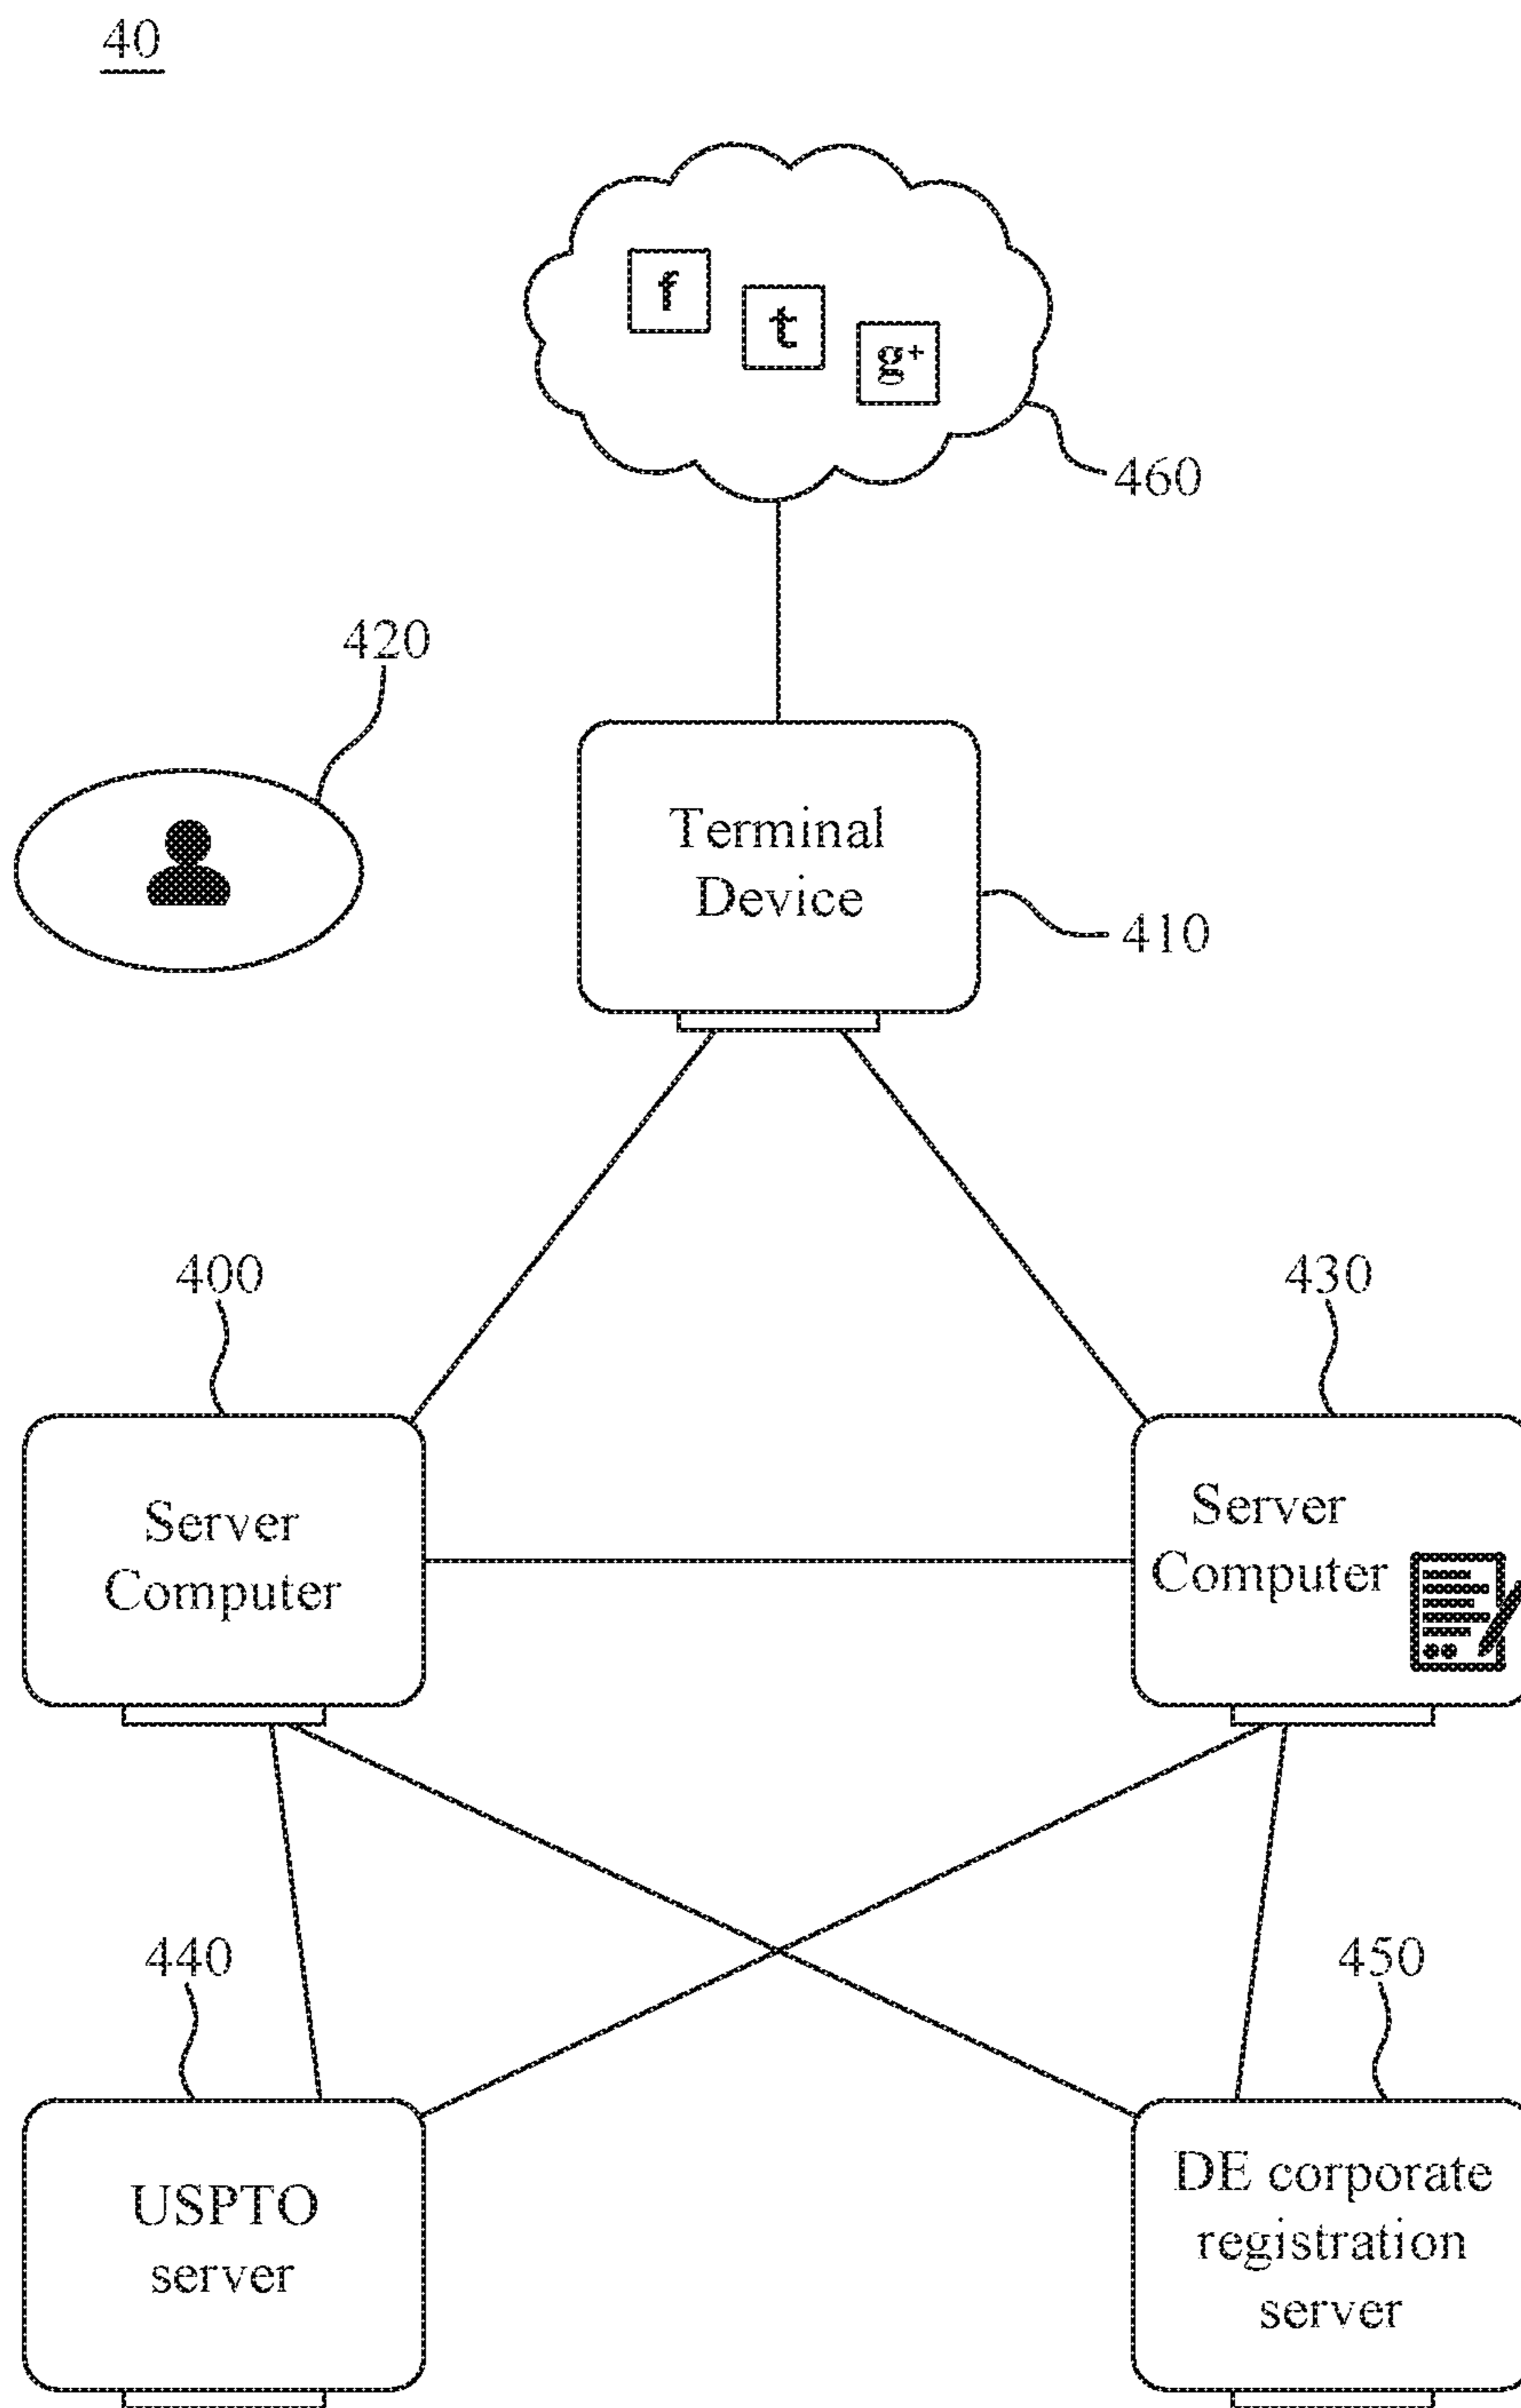 40
f
t
g+
460
420
Terminal
Device
410
400
430
Server
Computer
Server
Computer
440
450
USPTO
server
DE corporate
registration
server